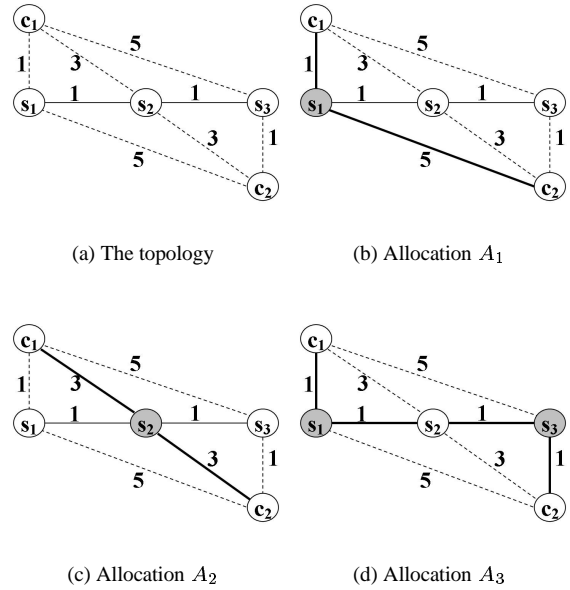 c₁
5
1
3
1
1
s₁
s₂
s₃
3
1
5
c₂
(a) The topology
c₁
5
1
3
1
1
s₁
s₂
s₃
3
1
5
c₂
(b) Allocation A₁
c₁
5
1
3
1
1
s₁
s₂
s₃
3
1
5
c₂
(c) Allocation A₂
c₁
5
1
3
1
1
s₁
s₂
s₃
3
1
5
c₂
(d) Allocation A₃